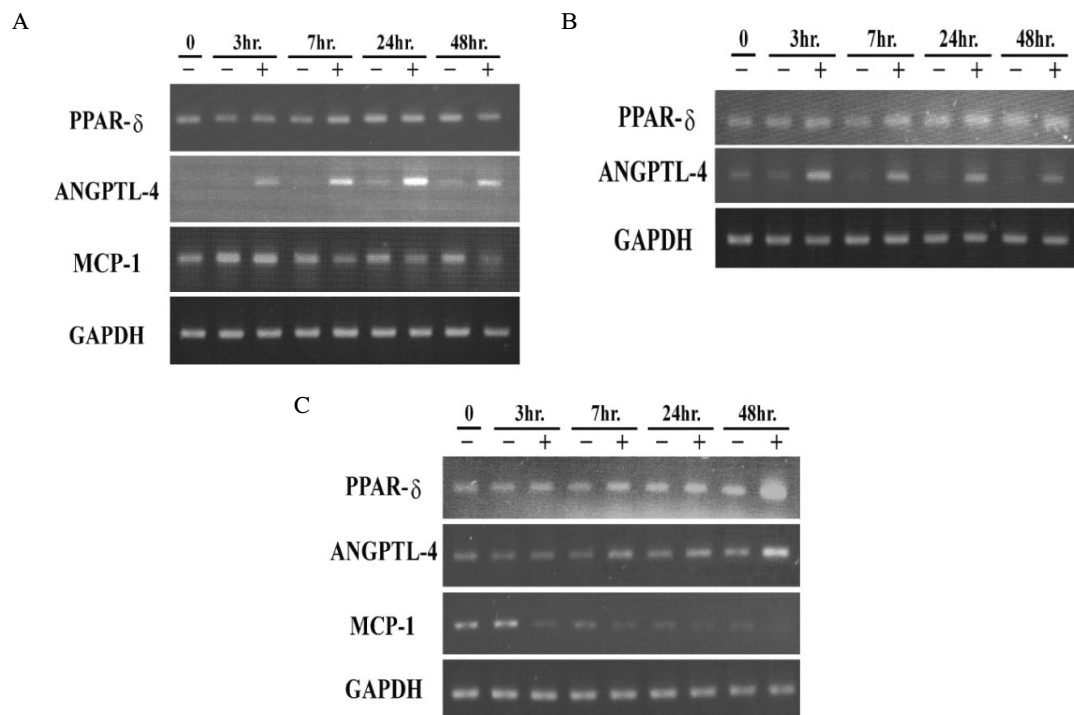 A
0 3hr. 7hr. 24hr. 48hr.
− − + − + − + − +
PPAR-δ
ANGPTL-4
MCP-1
GAPDH
B
0 3hr. 7hr. 24hr. 48hr.
− − + − + − + − +
PPAR-δ
ANGPTL-4
GAPDH
C
0 3hr. 7hr. 24hr. 48hr.
− − + − + − + − +
PPAR-δ
ANGPTL-4
MCP-1
GAPDH